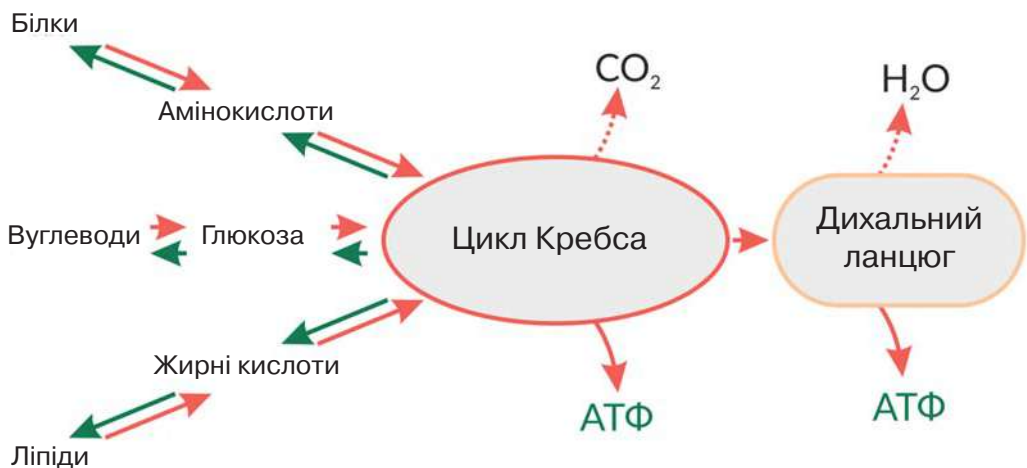 Білки
Амінокислоти
CO₂
H₂O
Вуглеводи
Глюкоза
Цикл Кребса
Дихальний
ланцюг
Жирні кислоти
Ліпіди
АТФ
АТФ